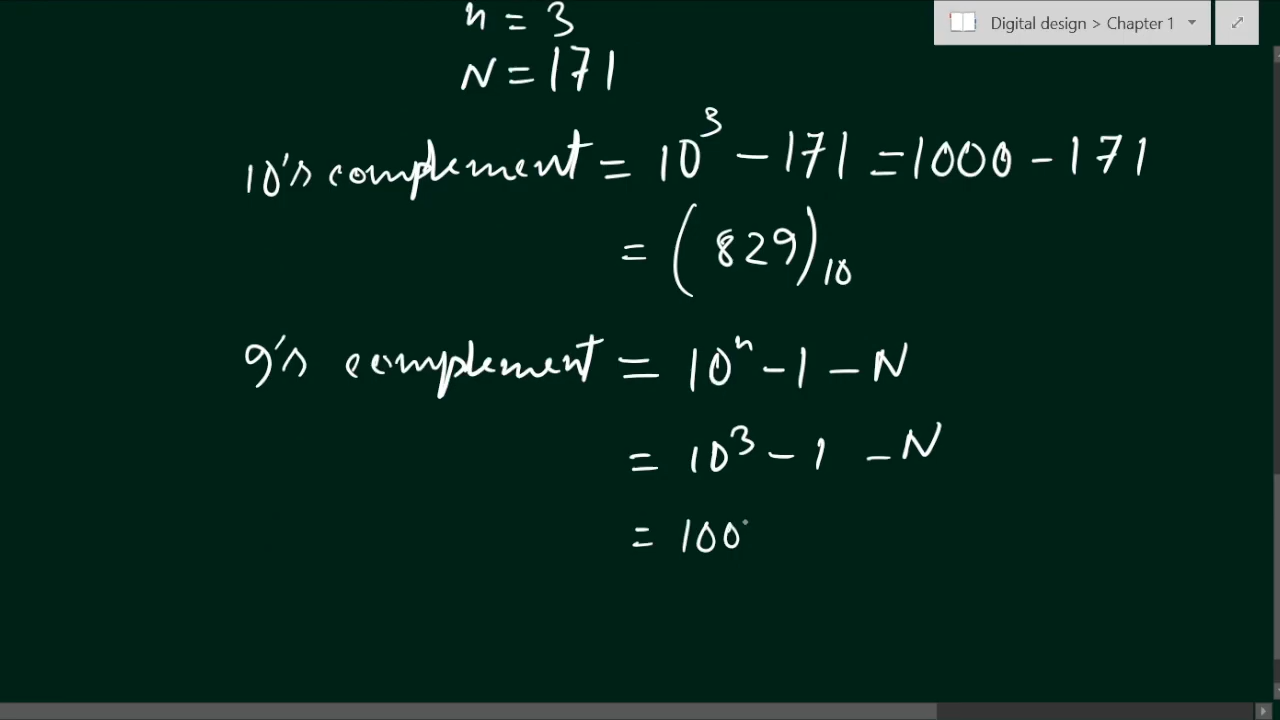 Digital design > Chapter 1
n = 3
N = 171
10's complement = 10³ - 171 = 1000 - 171
= (829)₁₀
9's complement = 10ⁿ - 1 - N
= 10³ - 1 - N
= 100